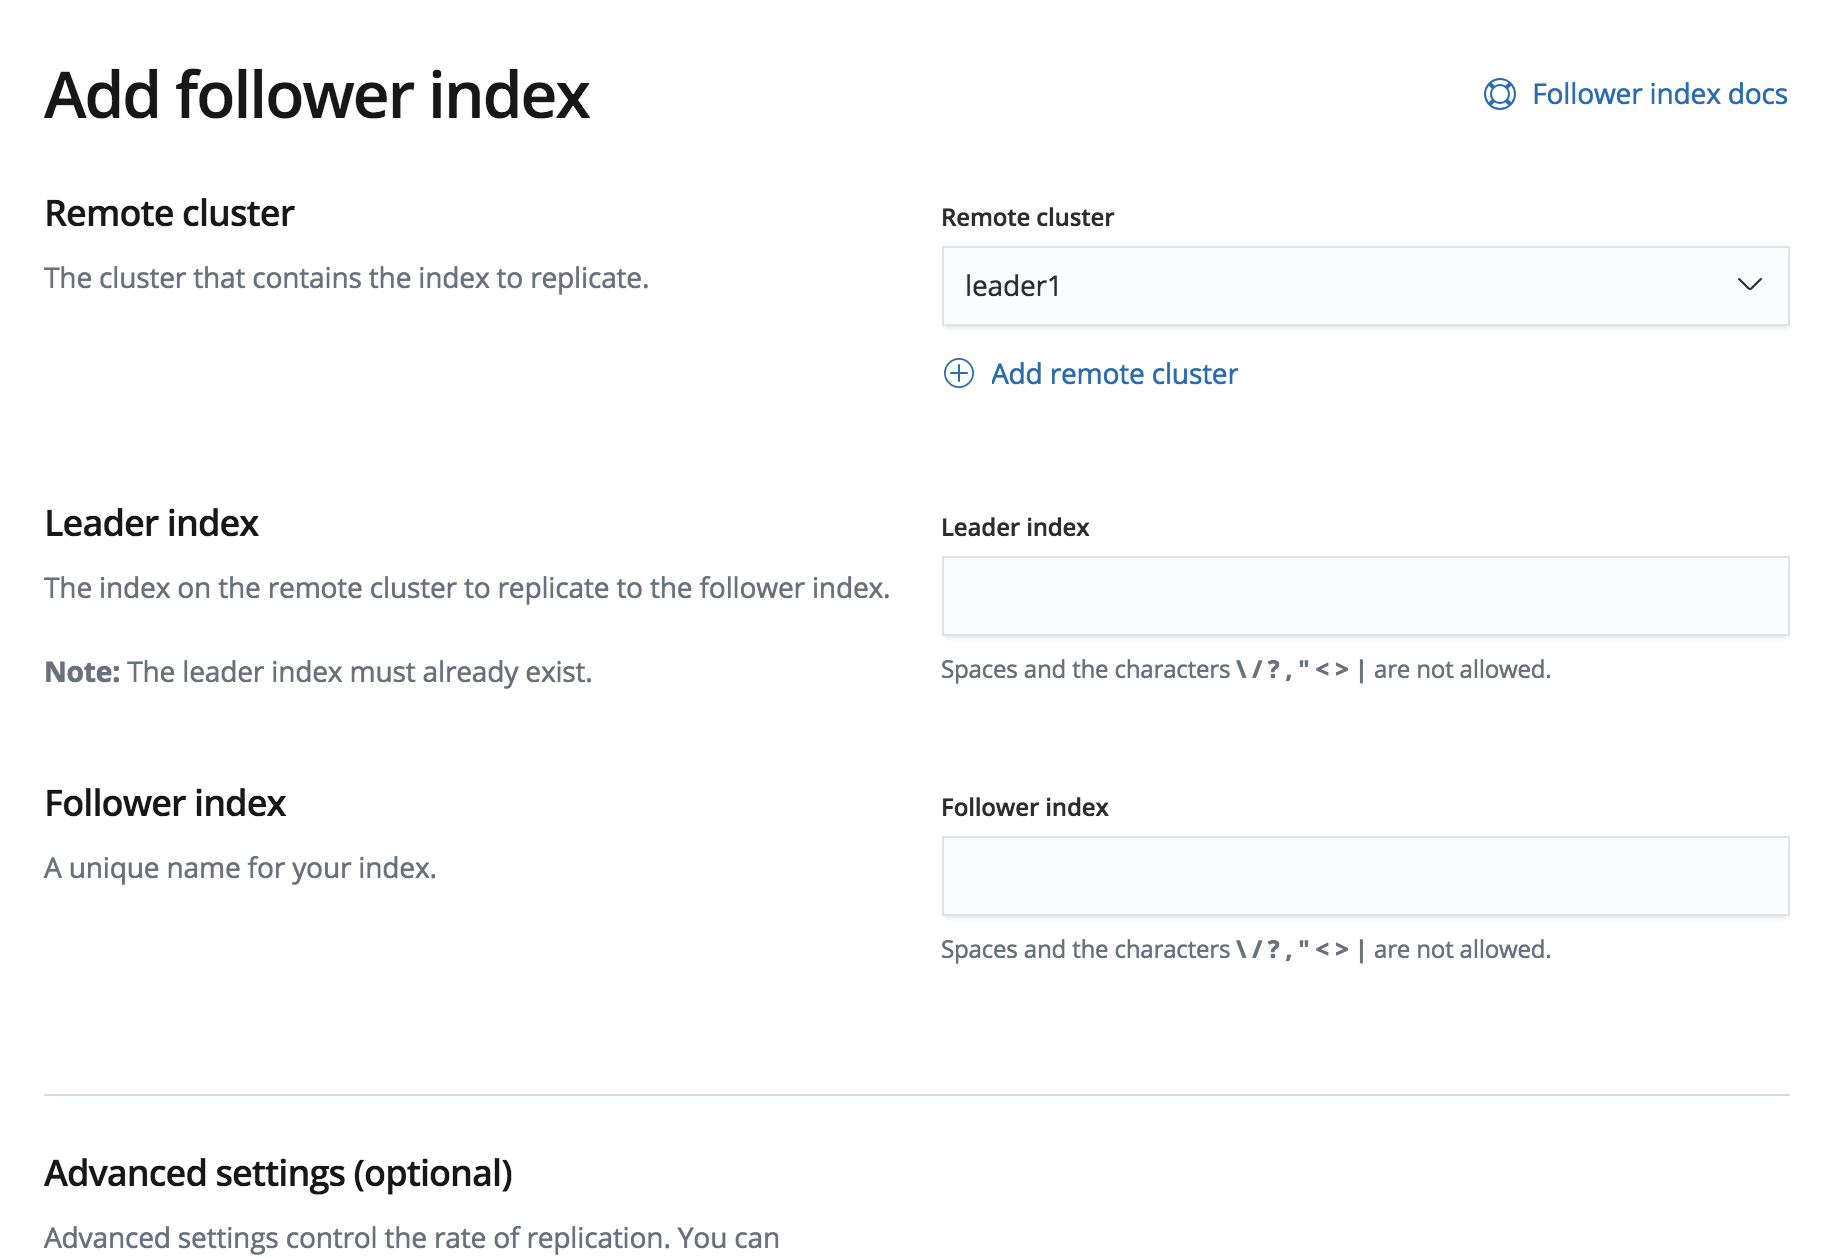 Add follower index
Follower index docs
Remote cluster
The cluster that contains the index to replicate.
Remote cluster
leader1
Add remote cluster
Leader index
The index on the remote cluster to replicate to the follower index.
Note: The leader index must already exist.
Leader index
Spaces and the characters \ / ? , " < > | are not allowed.
Follower index
A unique name for your index.
Follower index
Spaces and the characters \ / ? , " < > | are not allowed.
Advanced settings (optional)
Advanced settings control the rate of replication. You can